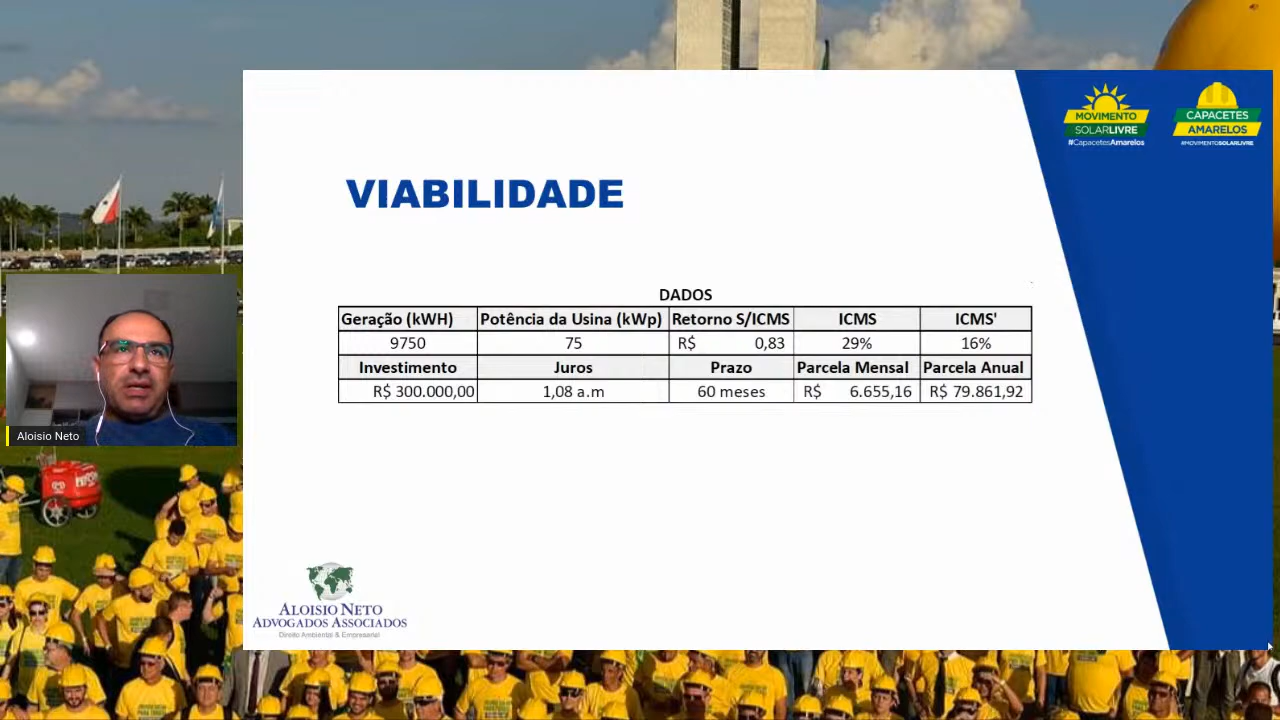 MOVIMENTO
SOLARLIVRE
#CapacetesAmarelos
CAPACETES
AMARELOS
#MOVIMENTOSOLARLIVRE
VIABILIDADE
DADOS
Geração (kWH) Potência da Usina (kWp) Retorno S/ICMS ICMS ICMS'
9750 75 R$ 0,83 29% 16%
Investimento Juros Prazo Parcela Mensal Parcela Anual
R$ 300.000,00 1,08 a.m 60 meses R$ 6.655,16 R$ 79.861,92
Aloisio Neto
ALOISIO NETO
ADVOGADOS ASSOCIADOS
Direito Ambiental & Empresarial